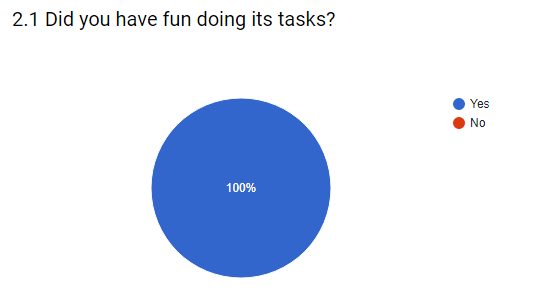 2.1 Did you have fun doing its tasks?
Yes
No
100%